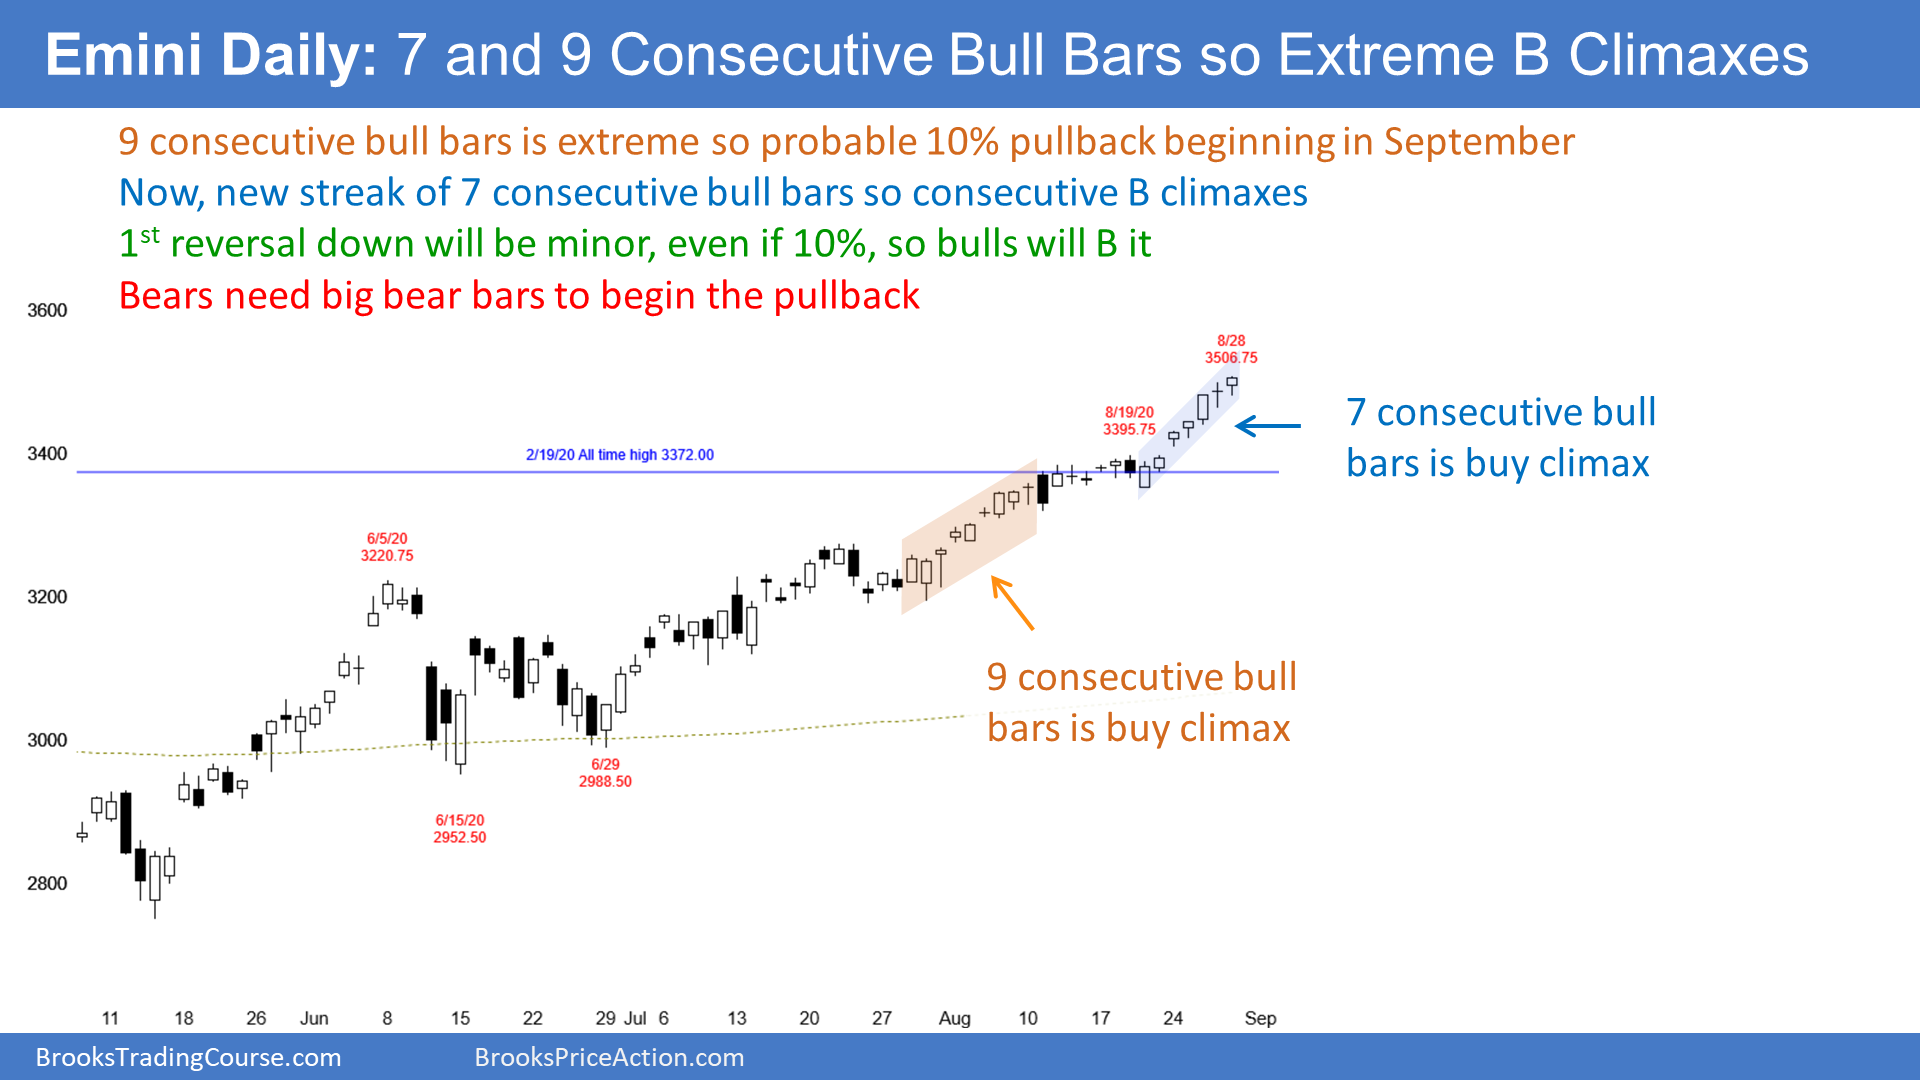 Emini Daily: 7 and 9 Consecutive Bull Bars so Extreme B Climaxes
9 consecutive bull bars is extreme so probable 10% pullback beginning in September
Now, new streak of 7 consecutive bull bars so consecutive B climaxes
1st reversal down will be minor, even if 10%, so bulls will B it
Bears need big bear bars to begin the pullback
3600
8/28
3506.75
8/19/20
3395.75
7 consecutive bull
bars is buy climax
3400
2/19/20 All time high 3372.00
6/5/20
3220.75
3200
9 consecutive bull
bars is buy climax
3000
6/29
2988.50
6/15/20
2952.50
2800
11 18 26 Jun 8 15 22 29 Jul 6 13 20 27 Aug 10 17 24 Sep
BrooksTradingCourse.com BrooksPriceAction.com